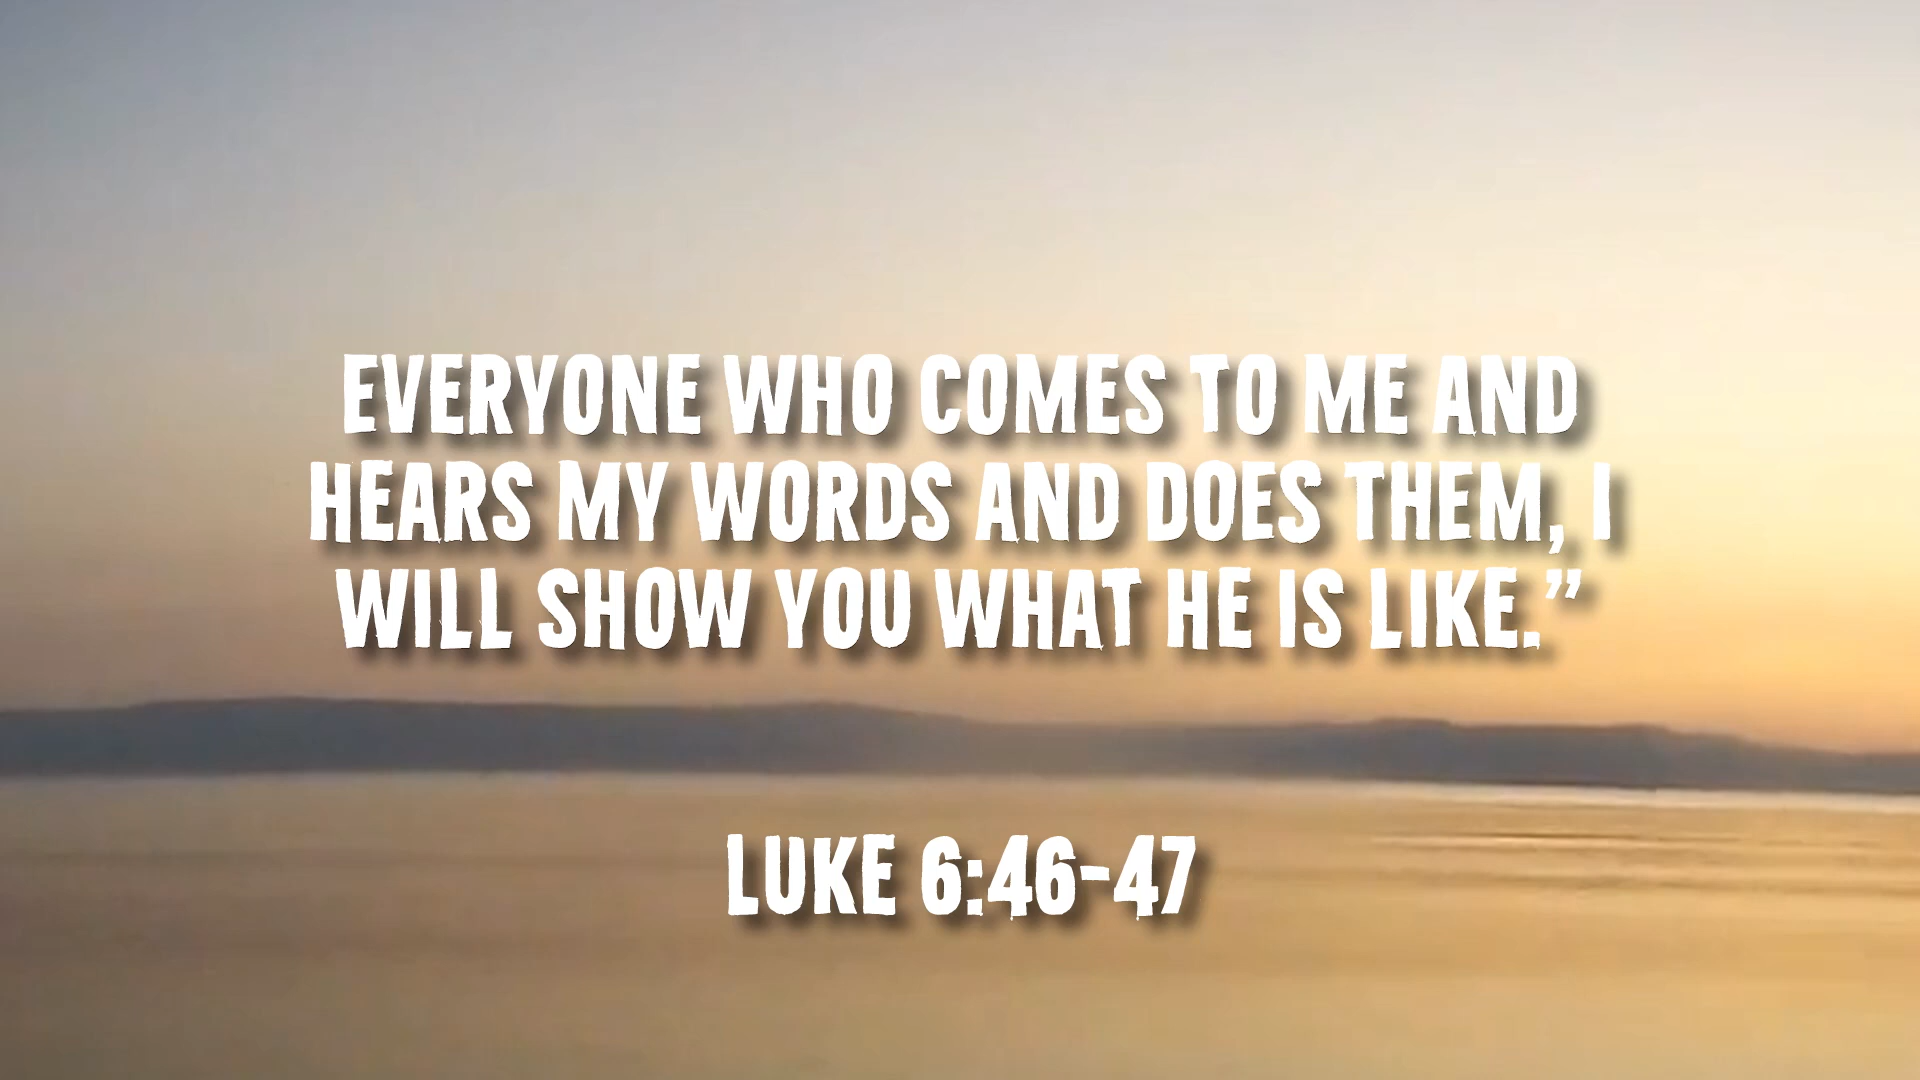 EVERYONE WHO COMES TO ME AND
HEARS MY WORDS AND DOES THEM, I
WILL SHOW YOU WHAT HE IS LIKE.”
LUKE 6:46-47